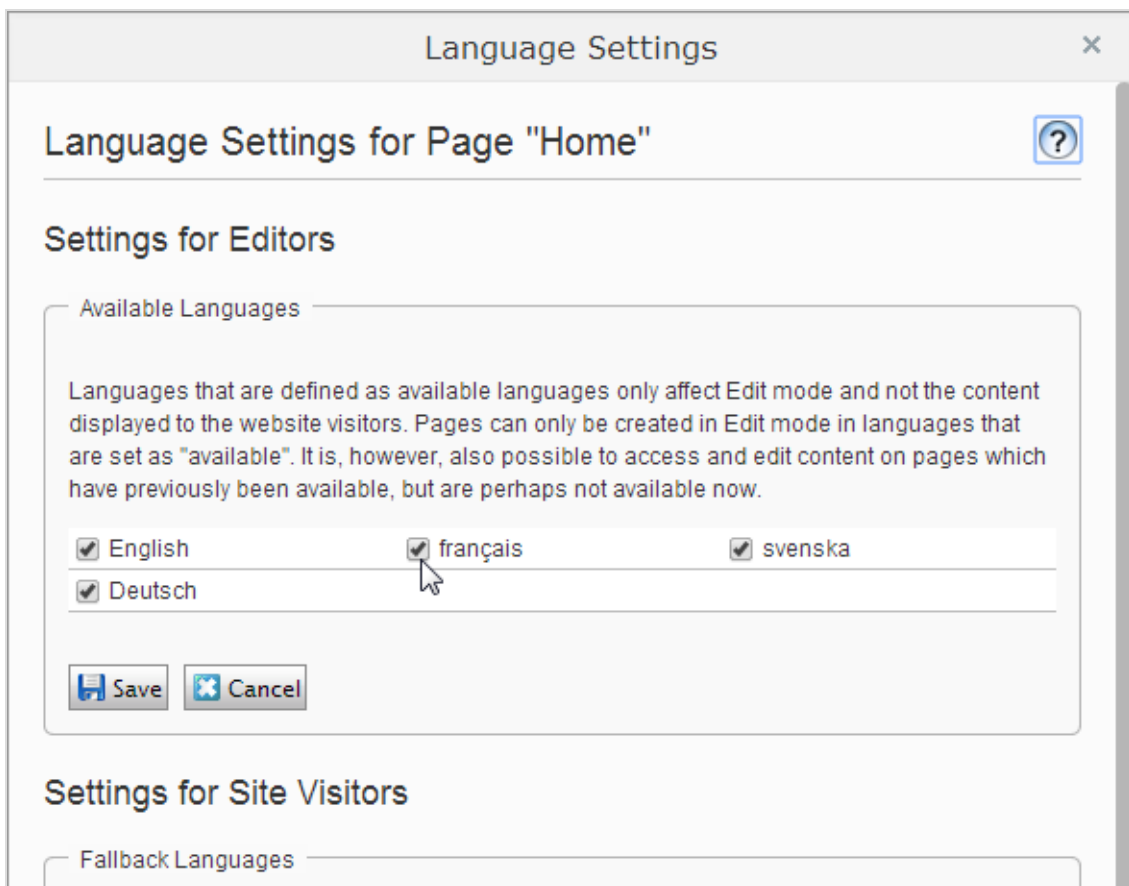 Language Settings
Language Settings for Page "Home"
Settings for Editors
Available Languages
Languages that are defined as available languages only affect Edit mode and not the content
displayed to the website visitors. Pages can only be created in Edit mode in languages that
are set as "available". It is, however, also possible to access and edit content on pages which
have previously been available, but are perhaps not available now.
English français svenska
Deutsch
Save Cancel
Settings for Site Visitors
Fallback Languages